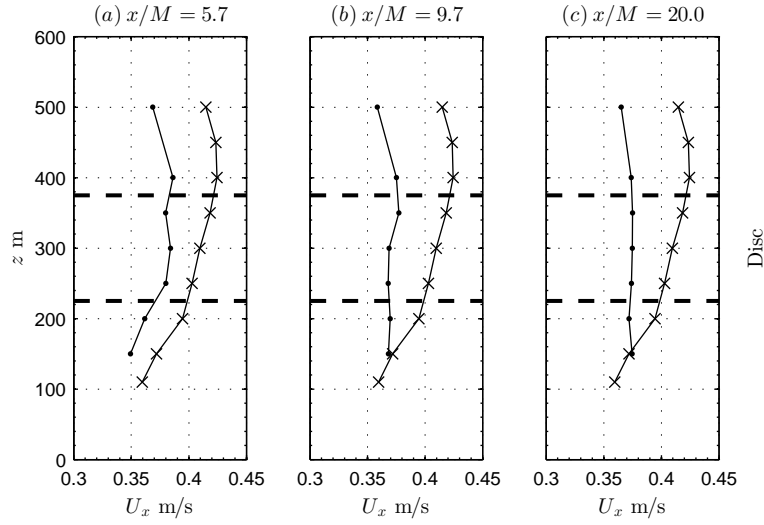 (a) x/M = 5.7
(b) x/M = 9.7
(c) x/M = 20.0
600
500
400
300
200
100
0
z m
0.3 0.35 0.4 0.45
0.3 0.35 0.4 0.45
0.3 0.35 0.4 0.45
U_x m/s
U_x m/s
U_x m/s
Disc